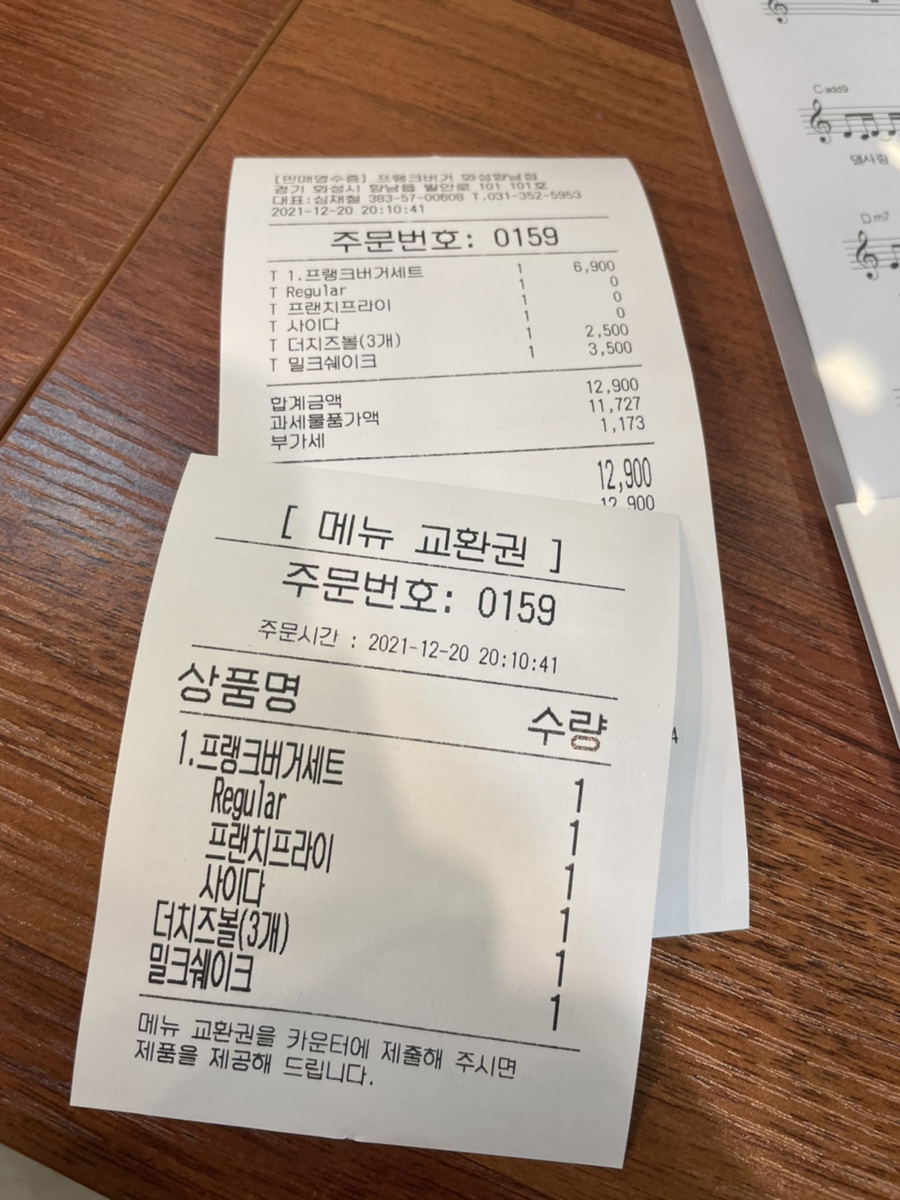 [판매영수증] 프랭크버거 화성향남점
경기 화성시 향남읍 발안로 101 101호
대표:심재철 383-57-00608 T.031-352-5953
2021-12-20 20:10:41
주문번호: 0159
T 1.프랭크버거세트 1 6,900
T Regular 1 0
T 프랜치프라이 1 0
T 사이다 1 0
T 더치즈볼(3개) 1 2,500
T 밀크쉐이크 1 3,500
합계금액 12,900
과세물품가액 11,727
부가세 1,173
12,900
12,900
[ 메뉴 교환권 ]
주문번호: 0159
주문시간 : 2021-12-20 20:10:41
상품명 수량
1.프랭크버거세트 1
Regular 1
프랜치프라이 1
사이다 1
더치즈볼(3개) 1
밀크쉐이크 1
메뉴 교환권을 카운터에 제출해 주시면
제품을 제공해 드립니다.
4
C add9
Dm7